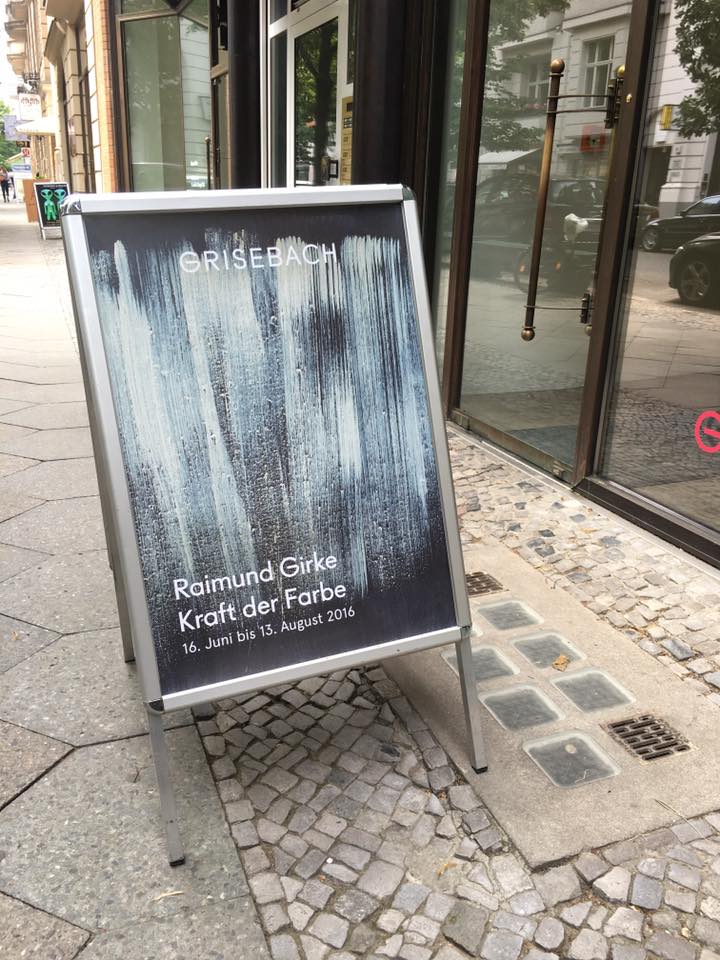 GRISEBACH
Raimund Girke
Kraft der Farbe
16. Juni bis 13. August 2016
G